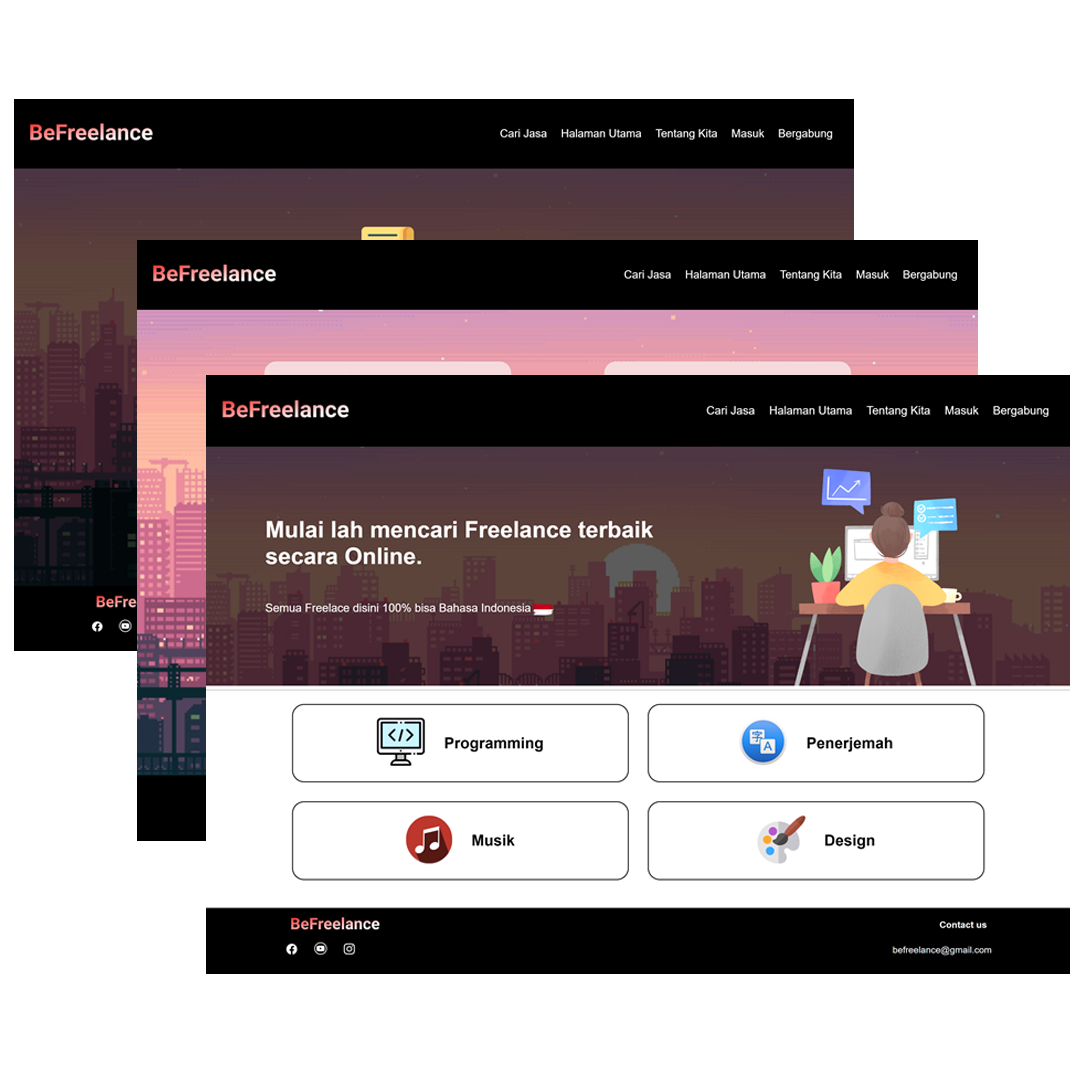 BeFreelance
Cari Jasa Halaman Utama Tentang Kita Masuk Bergabung
BeFreelance
Cari Jasa Halaman Utama Tentang Kita Masuk Bergabung
BeFreelance
Cari Jasa Halaman Utama Tentang Kita Masuk Bergabung
Mulai lah mencari Freelance terbaik
secara Online.
Semua Freelace disini 100% bisa Bahasa Indonesia
Programming
Penerjemah
Musik
Design
BeFre
BeFreelance
Contact us
befreelance@gmail.com